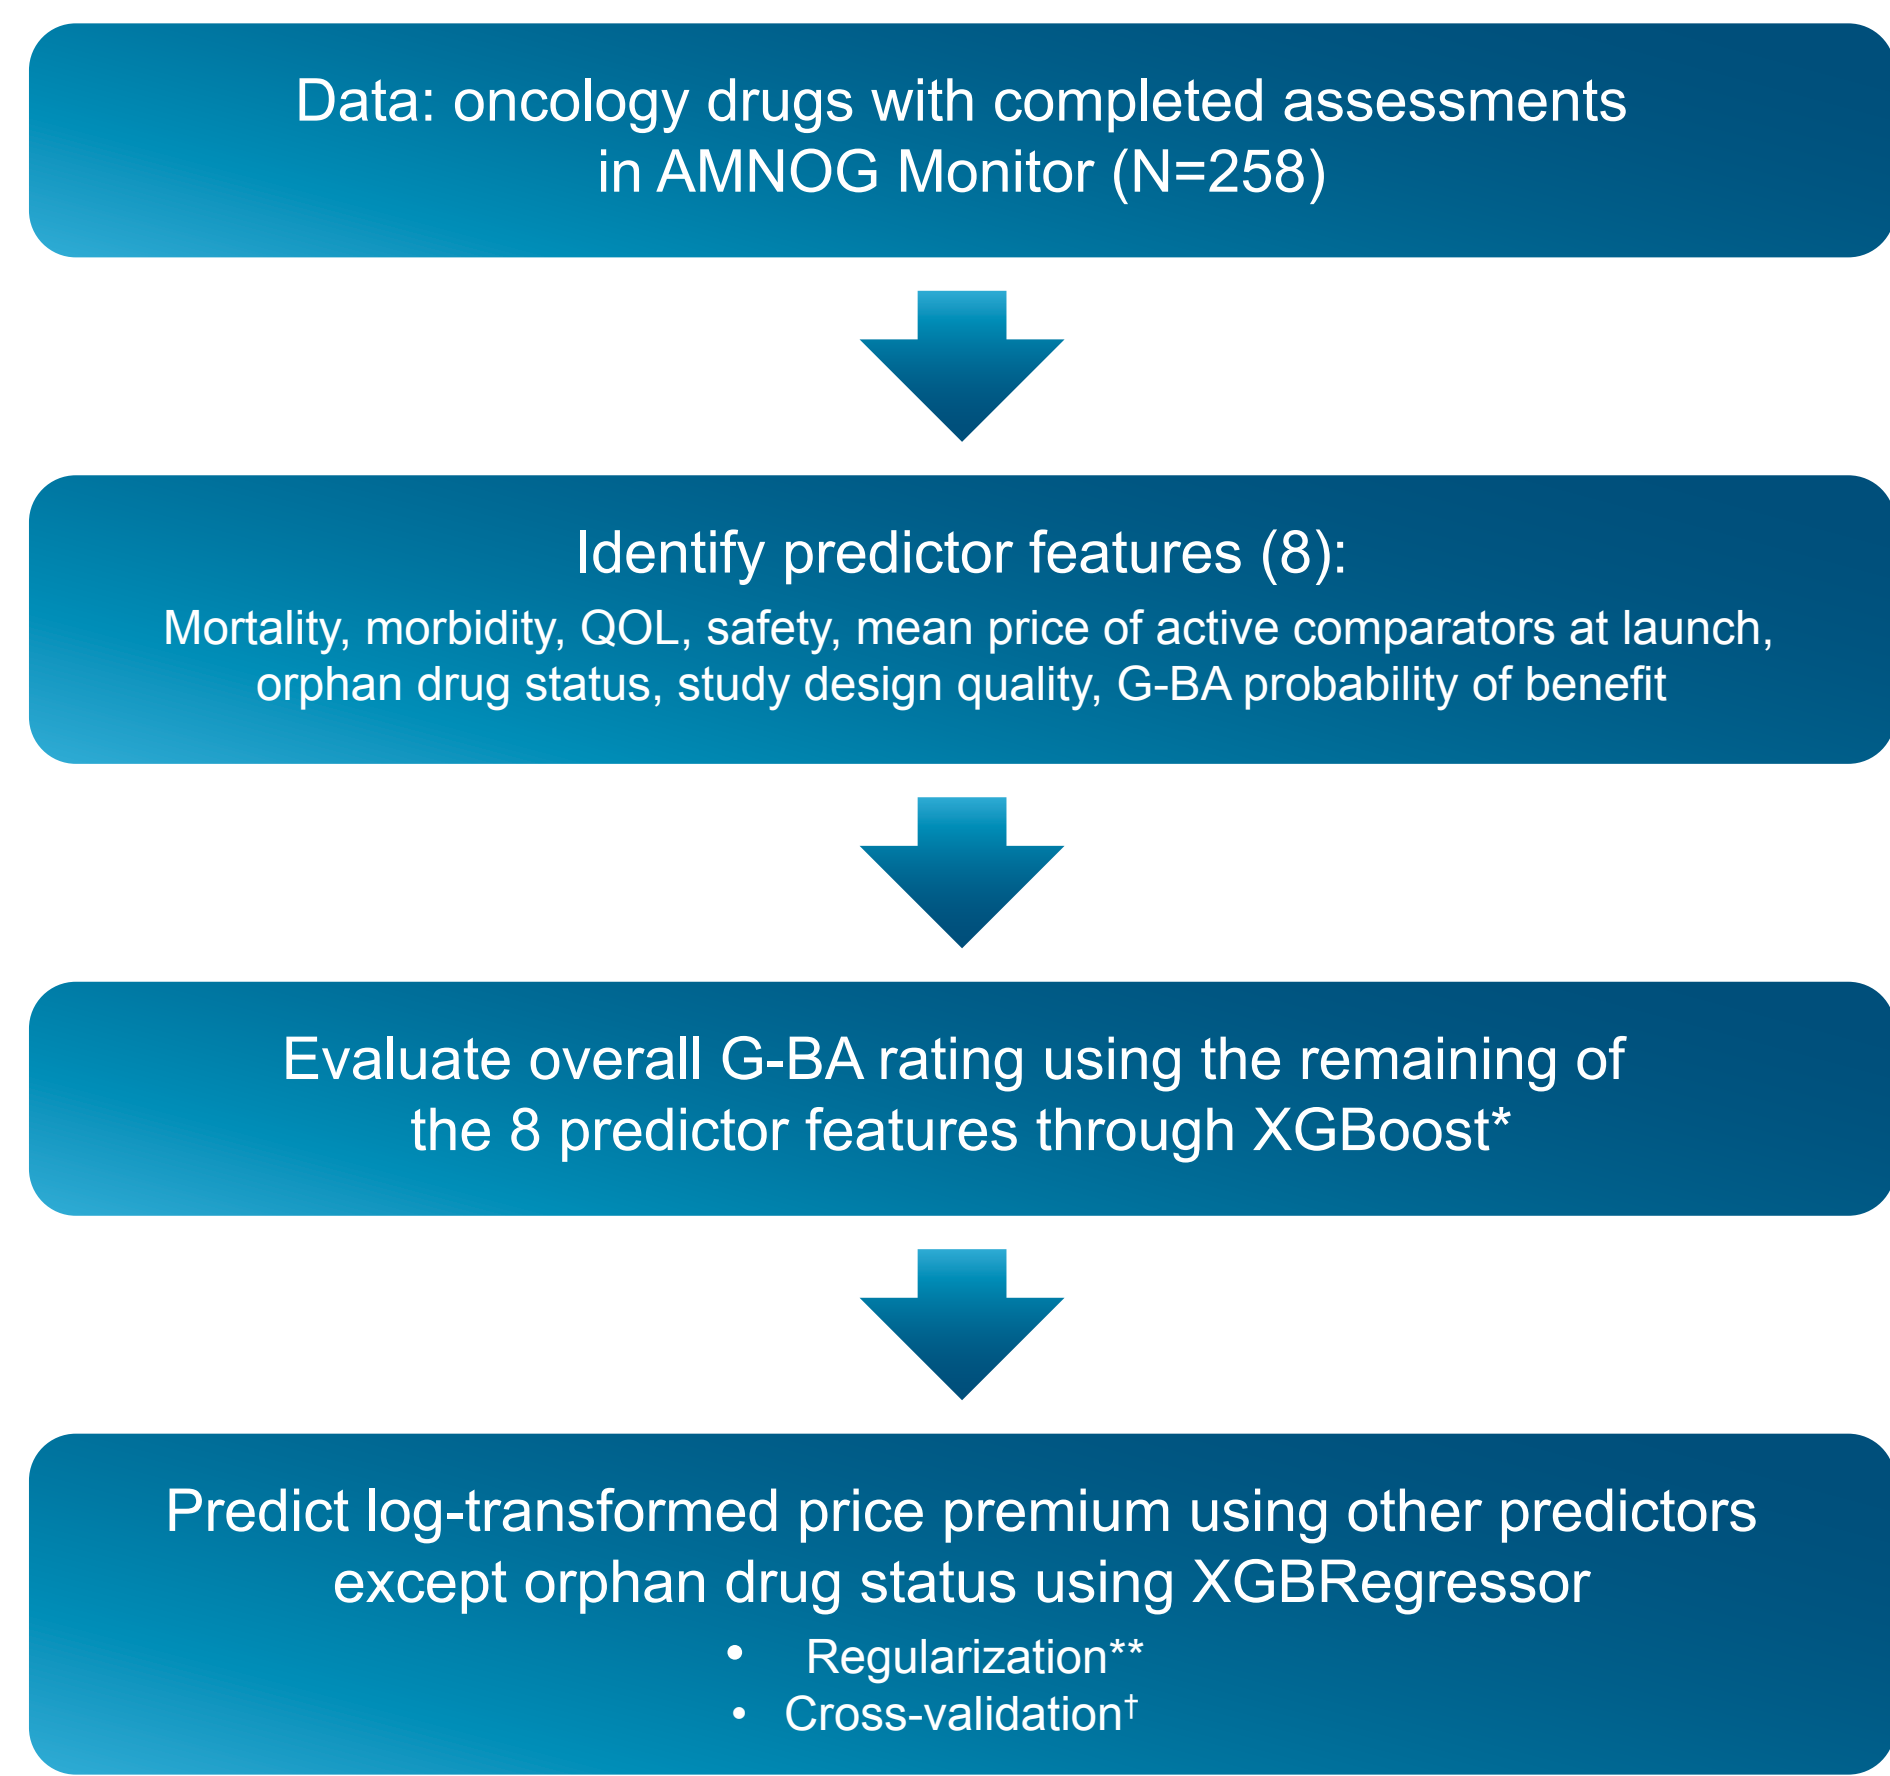 Data: oncology drugs with completed assessments
in AMNOG Monitor (N=258)
Identify predictor features (8):
Mortality, morbidity, QOL, safety, mean price of active comparators at launch,
orphan drug status, study design quality, G-BA probability of benefit
Evaluate overall G-BA rating using the remaining of
the 8 predictor features through XGBoost*
Predict log-transformed price premium using other predictors
except orphan drug status using XGBRegressor
• Regularization**
• Cross-validation†